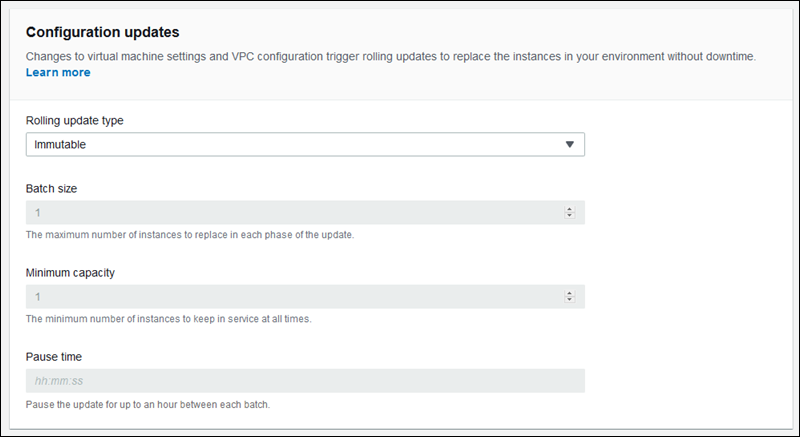 Configuration updates
Changes to virtual machine settings and VPC configuration trigger rolling updates to replace the instances in your environment without downtime.
Learn more
Rolling update type
Immutable
Batch size
1
The maximum number of instances to replace in each phase of the update.
Minimum capacity
1
The minimum number of instances to keep in service at all times.
Pause time
hh:mm:ss
Pause the update for up to an hour between each batch.